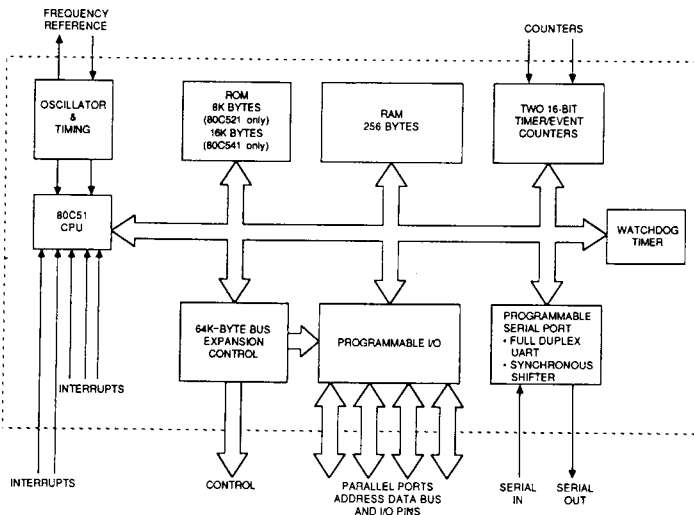 FREQUENCY
REFERENCE
COUNTERS
OSCILLATOR
&
TIMING
ROM
8K BYTES
(80C521 only)
16K BYTES
(80C541 only)
RAM
256 BYTES
TWO 16-BIT
TIMER/EVENT
COUNTERS
80C51
CPU
WATCHDOG
TIMER
64K-BYTE BUS
EXPANSION
CONTROL
PROGRAMMABLE I/O
PROGRAMMABLE
SERIAL PORT
• FULL DUPLEX
UART
• SYNCHRONOUS
SHIFTER
INTERRUPTS
INTERRUPTS
CONTROL
PARALLEL PORTS
ADDRESS DATA BUS
AND I/O PINS
SERIAL
IN
SERIAL
OUT